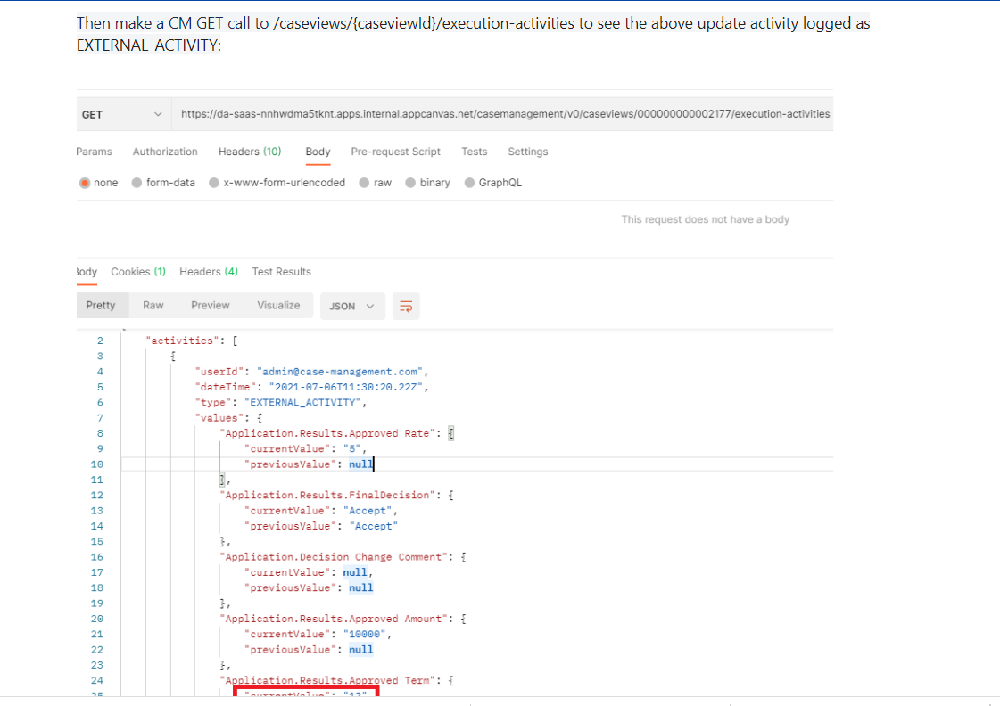 Then make a CM GET call to /caseviews/{caseviewId}/execution-activities to see the above update activity logged as
EXTERNAL_ACTIVITY:
GET
https://da-saas-nnhwdma5tknt.apps.internal.appcanvas.net/casemanagement/v0/caseviews/000000000002177/execution-activities
Params Authorization Headers (10) Body Pre-request Script Tests Settings
none form-data x-www-form-urlencoded raw binary GraphQL
This request does not have a body
Body Cookies (1) Headers (4) Test Results
Pretty Raw Preview Visualize JSON
2 "activities": [
3 {
4 "userId": "admin@case-management.com",
5 "dateTime": "2021-07-06T11:30:20.22Z",
6 "type": "EXTERNAL_ACTIVITY",
7 "values": {
8 "Application.Results.Approved Rate": {
9 "currentValue": "5",
10 "previousValue": null
11 },
12 "Application.Results.FinalDecision": {
13 "currentValue": "Accept",
14 "previousValue": "Accept"
15 },
16 "Application.Decision Change Comment": {
17 "currentValue": null,
18 "previousValue": null
19 },
20 "Application.Results.Approved Amount": {
21 "currentValue": "10000",
22 "previousValue": null
23 },
24 "Application.Results.Approved Term": {
25 "currentValue": "12"